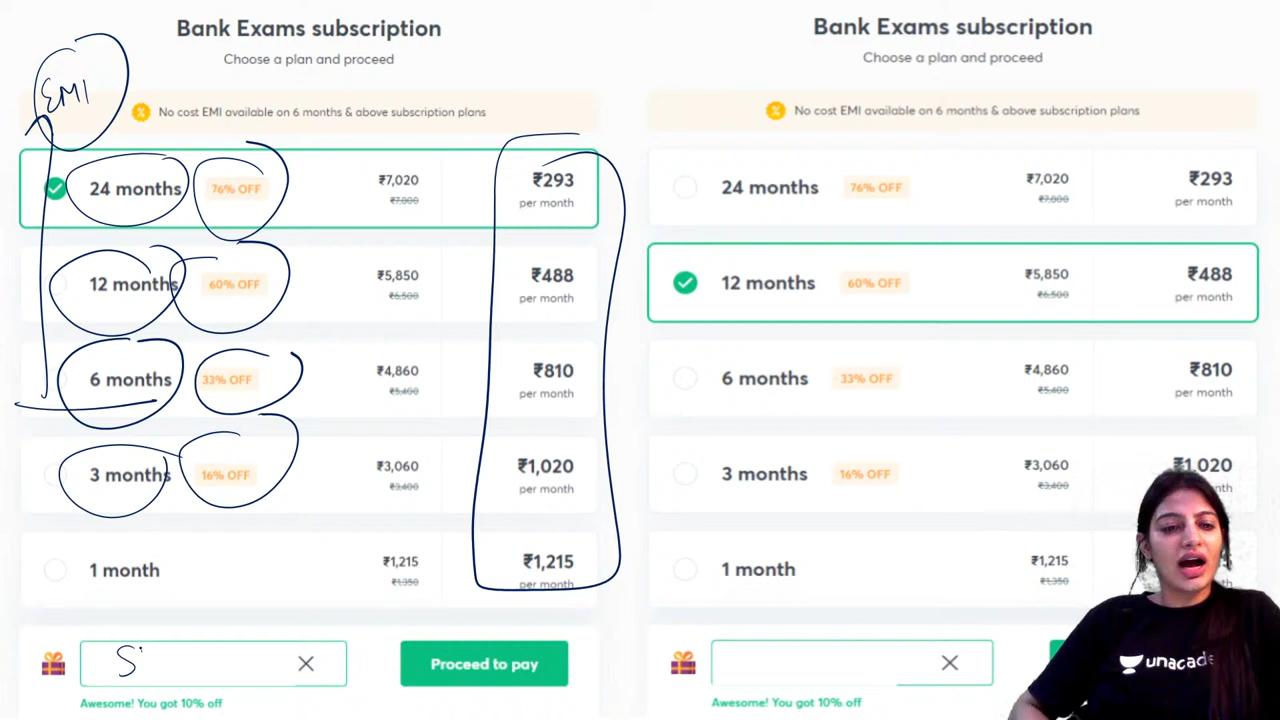 Bank Exams subscription
Choose a plan and proceed
EMI
No cost EMI available on 6 months & above subscription plans
24 months 76% OFF ₹7,020 ₹293
₹7,800 per month
12 months 60% OFF ₹5,850 ₹488
₹6,500 per month
6 months 33% OFF ₹4,860 ₹810
₹5,400 per month
3 months 16% OFF ₹3,060 ₹1,020
₹3,400 per month
1 month ₹1,215 ₹1,215
₹1,350 per month
S
Proceed to pay
Awesome! You got 10% off
Bank Exams subscription
Choose a plan and proceed
No cost EMI available on 6 months & above subscription plans
24 months 76% OFF ₹7,020 ₹293
₹7,800 per month
12 months 60% OFF ₹5,850 ₹488
₹6,500 per month
6 months 33% OFF ₹4,860 ₹810
₹5,400 per month
3 months 16% OFF ₹3,060 ₹1,020
₹3,400 month
1 month ₹1,215
₹1,350
Awesome! You got 10% off
unacade